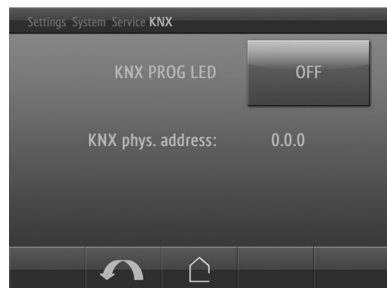 Settings System Service KNX
KNX PROG LED OFF
KNX phys. address: 0.0.0